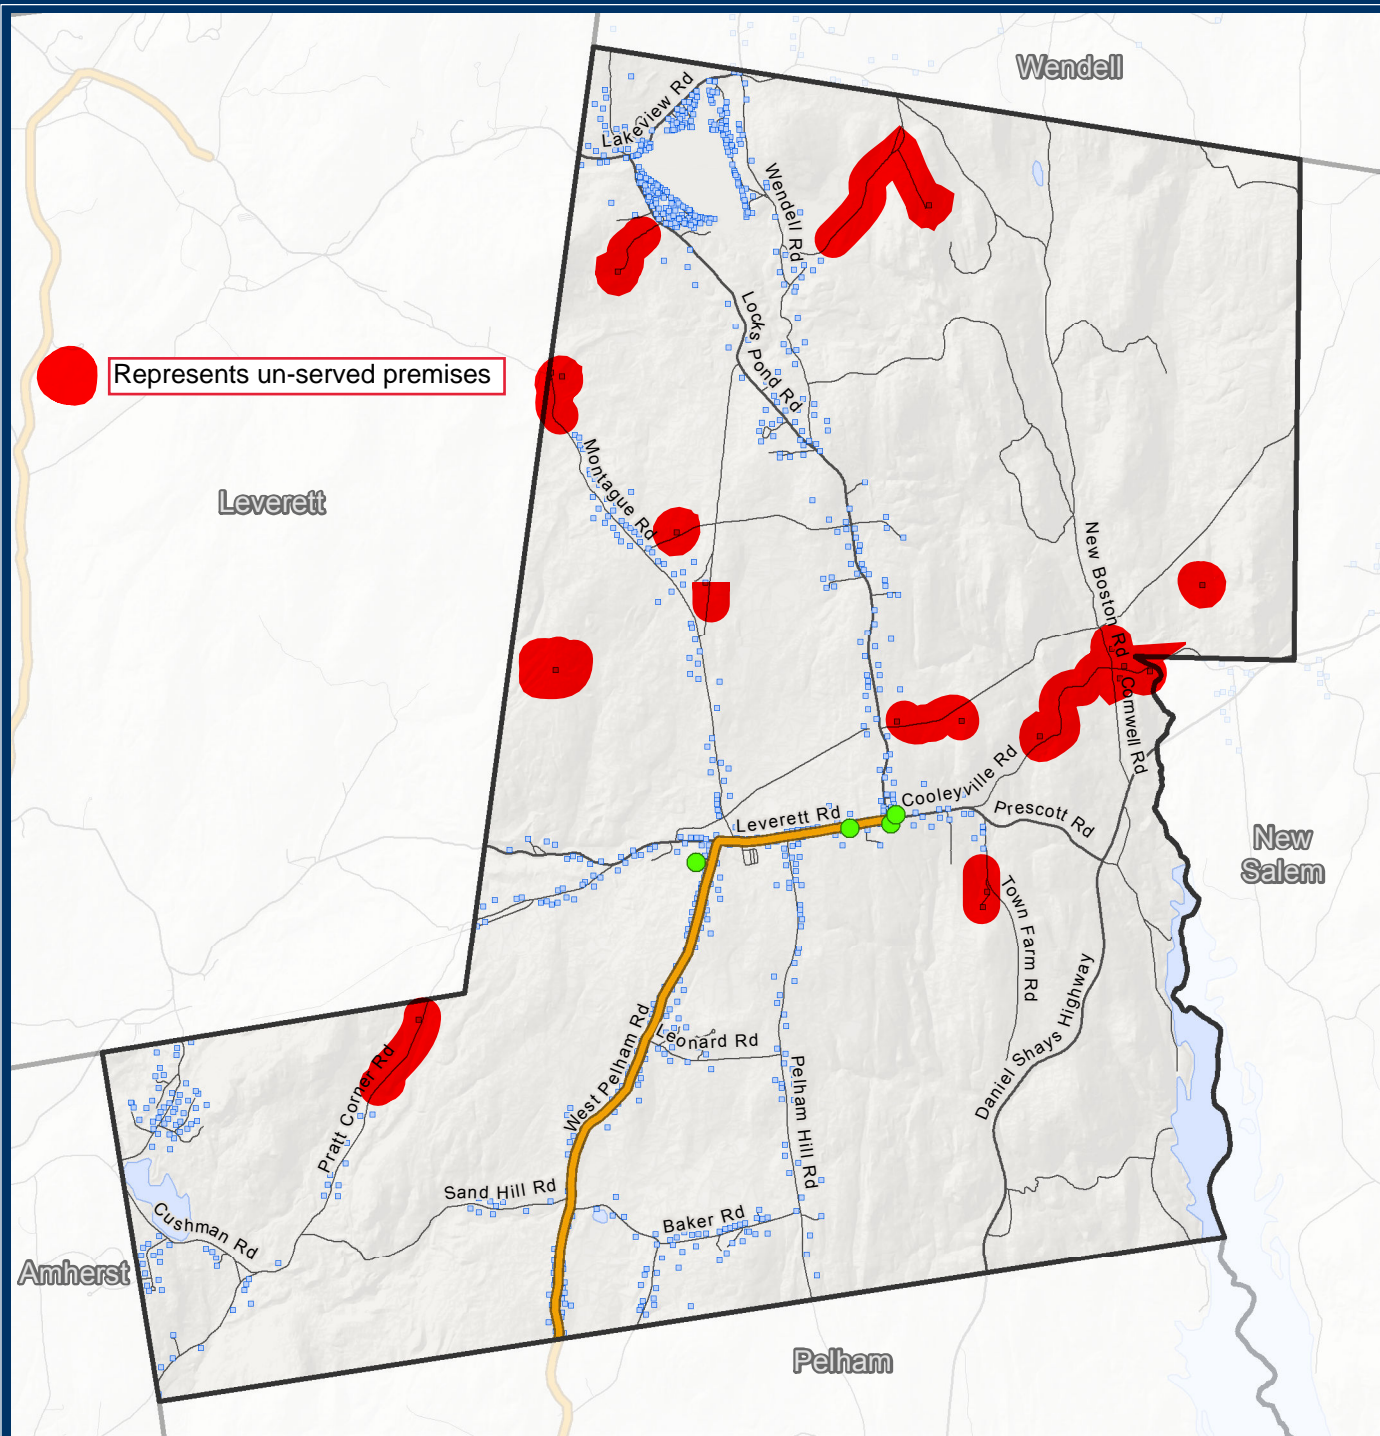 Wendell
Lakeview Rd
Wendell Rd
Locks Pond Rd
Represents un-served premises
Leverett
Montague Rd
New Boston Rd
Cornwell Rd
Cooleyville Rd
Leverett Rd
Prescott Rd
New
Salem
Town Farm Rd
Daniel Shays Highway
West Pelham Rd
Leonard Rd
Pratt Corner Rd
Pelham Hill Rd
Sand Hill Rd
Baker Rd
Cushman Rd
Amherst
Pelham